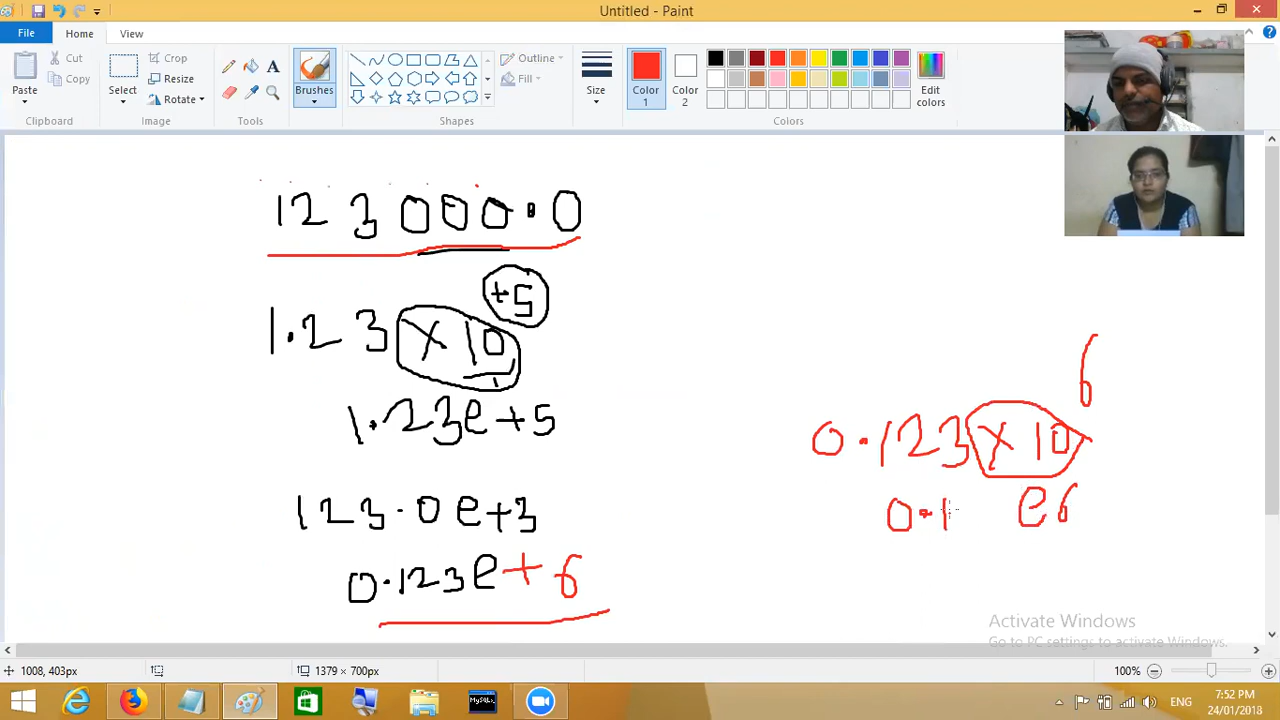 Untitled - Paint
File Home View
Paste
Cut
Copy
Clipboard
Select
Crop
Resize
Rotate
Image
Tools
Brushes
Shapes
Outline
Fill
Size
Color 1
Color 2
Edit colors
Colors
123000.0
1.23 × 10 +5
1.23e+5
123.0e+3
0.123e+6
0.123 × 10 6
0.1 e6
Activate Windows
Go to PC settings to activate Windows.
1008, 403px
1379 × 700px
100%
MySQL
ENG
7:52 PM
24/01/2018